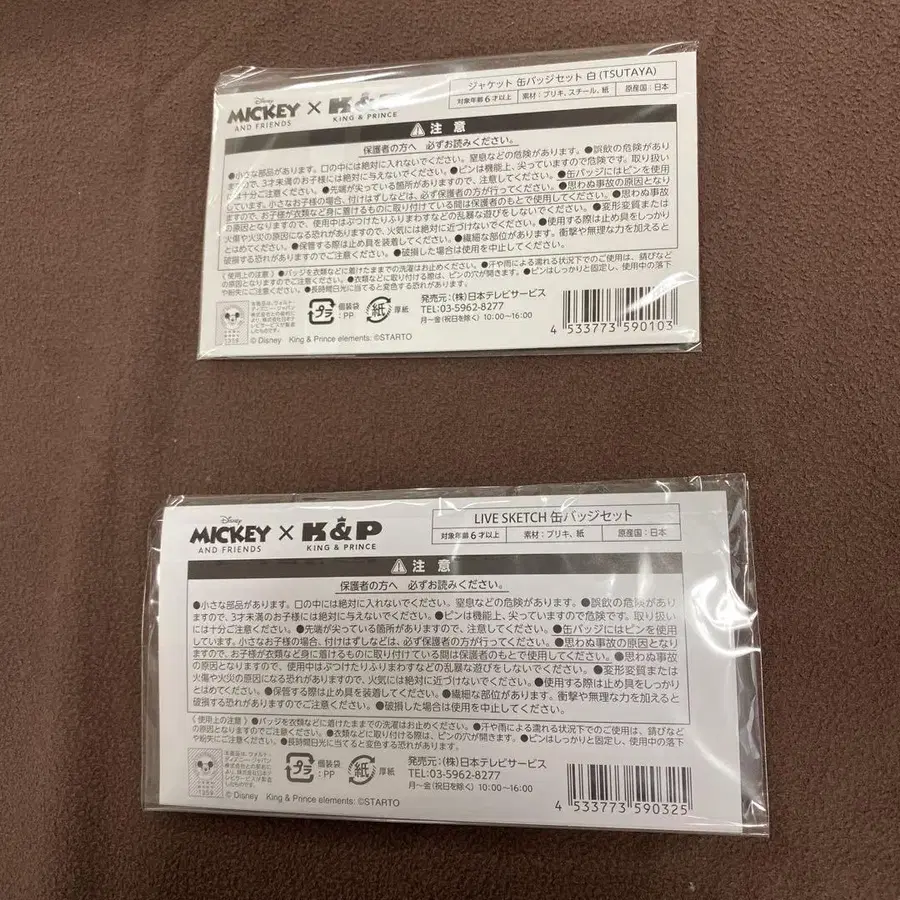 Disney
MICKEY
AND FRIENDS
×
K&P
KING & PRINCE
ジャケット 缶バッジセット 白 (TSUTAYA)
対象年齢6才以上
素材：ブリキ、スチール、紙
原産国：日本
注 意
保護者の方へ 必ずお読みください。
●小さな部品があります。口の中には絶対に入れないでください。窒息などの危険があります。●誤飲の危険があり
ますので、3才未満のお子様には絶対に与えないでください。●ピンは機能上、尖っていますので危険です。取り扱い
には十分ご注意ください。●先端が尖っている箇所がありますので、注意してください。●缶バッジにはピンを使用
しています。小さなお子様の場合、付けはずしなどは、必ず保護者の方が行ってください。●思わぬ事故の原因となり
ますので、お子様が衣類など身に着けるものに取り付けている間は保護者のもとで使用してください。●思わぬ事故
の原因となりますので、使用中はぶつけたりふりまわすなどの乱暴な遊びをしないでください。●変形変質または
火傷や火災の原因になる恐れがありますので、火気には絶対に近づけないでください。●使用する際は止め具をしっかり
とはめてください。●保管する際は止め具を装着してください。●繊細な部位があります。衝撃や無理な力を加えると
破損する恐れがありますのでご注意ください。●破損した場合は使用を中止してください。
〈使用上の注意〉●バッジを衣類などに着けたままでの洗濯はお止めください。●汗や雨による濡れる状況下でのご使用は、錆びなど
の原因となりますのでご注意ください。●衣類などに取り付ける際は、ピンの穴が開きます。●ピンはしっかりと固定し、使用中の落下
や紛失にご注意ください。●長時間日光に当てると変色する恐れがあります。
本製品は、ウォルト・
ディズニー・ジャパン
株式会社との契約により、
(株)日本テレビサービスが製造
したものです。
プラ
個装袋
：PP
紙
厚紙
発売元：(株)日本テレビサービス
TEL:03-5962-8277
月～金(祝日を除く) 10:00～16:00
4 533773 590103
© Disney King & Prince elements: ©STARTO
Disney
MICKEY
AND FRIENDS
×
K&P
KING & PRINCE
LIVE SKETCH 缶バッジセット
対象年齢6才以上
素材：ブリキ、紙
原産国：日本
注 意
保護者の方へ 必ずお読みください。
●小さな部品があります。口の中には絶対に入れないでください。窒息などの危険があります。●誤飲の危険があり
ますので、3才未満のお子様には絶対に与えないでください。●ピンは機能上、尖っていますので危険です。取り扱い
には十分ご注意ください。●先端が尖っている箇所がありますので、注意してください。●缶バッジにはピンを使用
しています。小さなお子様の場合、付けはずしなどは、必ず保護者の方が行ってください。●思わぬ事故の原因となり
ますので、お子様が衣類など身に着けるものに取り付けている間は保護者のもとで使用してください。●思わぬ事故
の原因となりますので、使用中はぶつけたりふりまわすなどの乱暴な遊びをしないでください。●変形変質または
火傷や火災の原因になる恐れがありますので、火気には絶対に近づけないでください。●使用する際は止め具をしっかり
とはめてください。●保管する際は止め具を装着してください。●繊細な部位があります。衝撃や無理な力を加えると
破損する恐れがありますのでご注意ください。●破損した場合は使用を中止してください。
〈使用上の注意〉●バッジを衣類などに着けたままでの洗濯はお止めください。●汗や雨による濡れる状況下でのご使用は、錆びなど
の原因となりますのでご注意ください。●衣類などに取り付ける際は、ピンの穴が開きます。●ピンはしっかりと固定し、使用中の落下
や紛失にご注意ください。●長時間日光に当てると変色する恐れがあります。
プラ
個装袋
：PP
紙
厚紙
発売元：(株)日本テレビサービス
TEL:03-5962-8277
月～金(祝日を除く) 10:00～16:00
4 533773 590325
© Disney King & Prince elements: ©STARTO